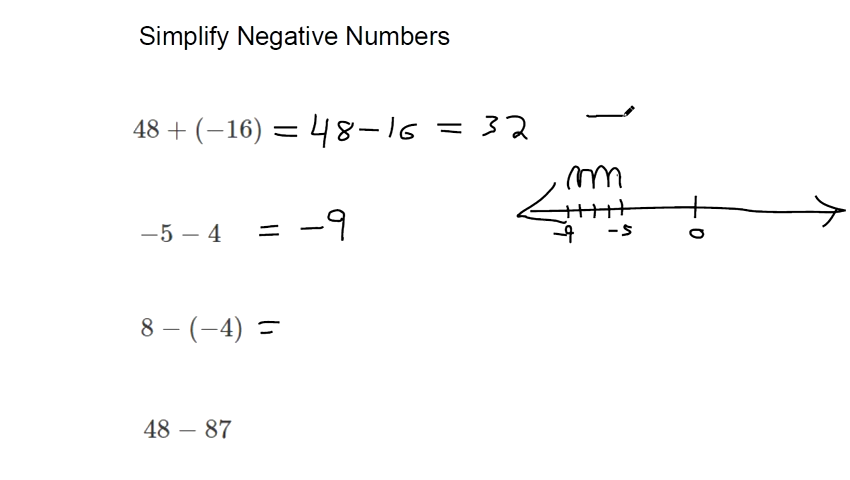 Simplify Negative Numbers
48 + (−16) = 48 − 16 = 32
−5 − 4 = −9
−9 −5 0
8 − (−4) =
48 − 87